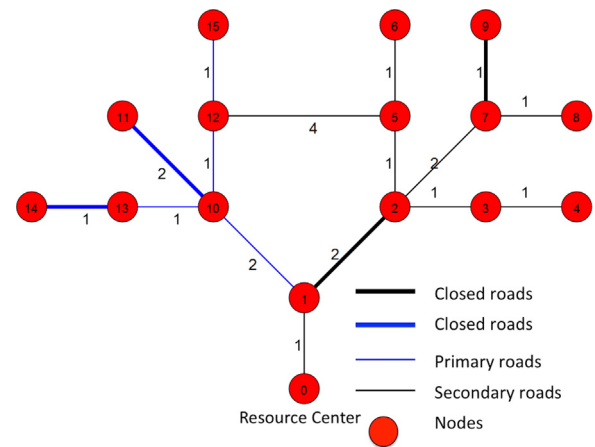 15 6 9
1 1 1 1
11 12 5 7 8
4
2 1 1 2
1 1
14 13 10 2 3 4
1 1
2 2
1
Closed roads
Closed roads
1
Primary roads
0
Secondary roads
Resource Center
Nodes